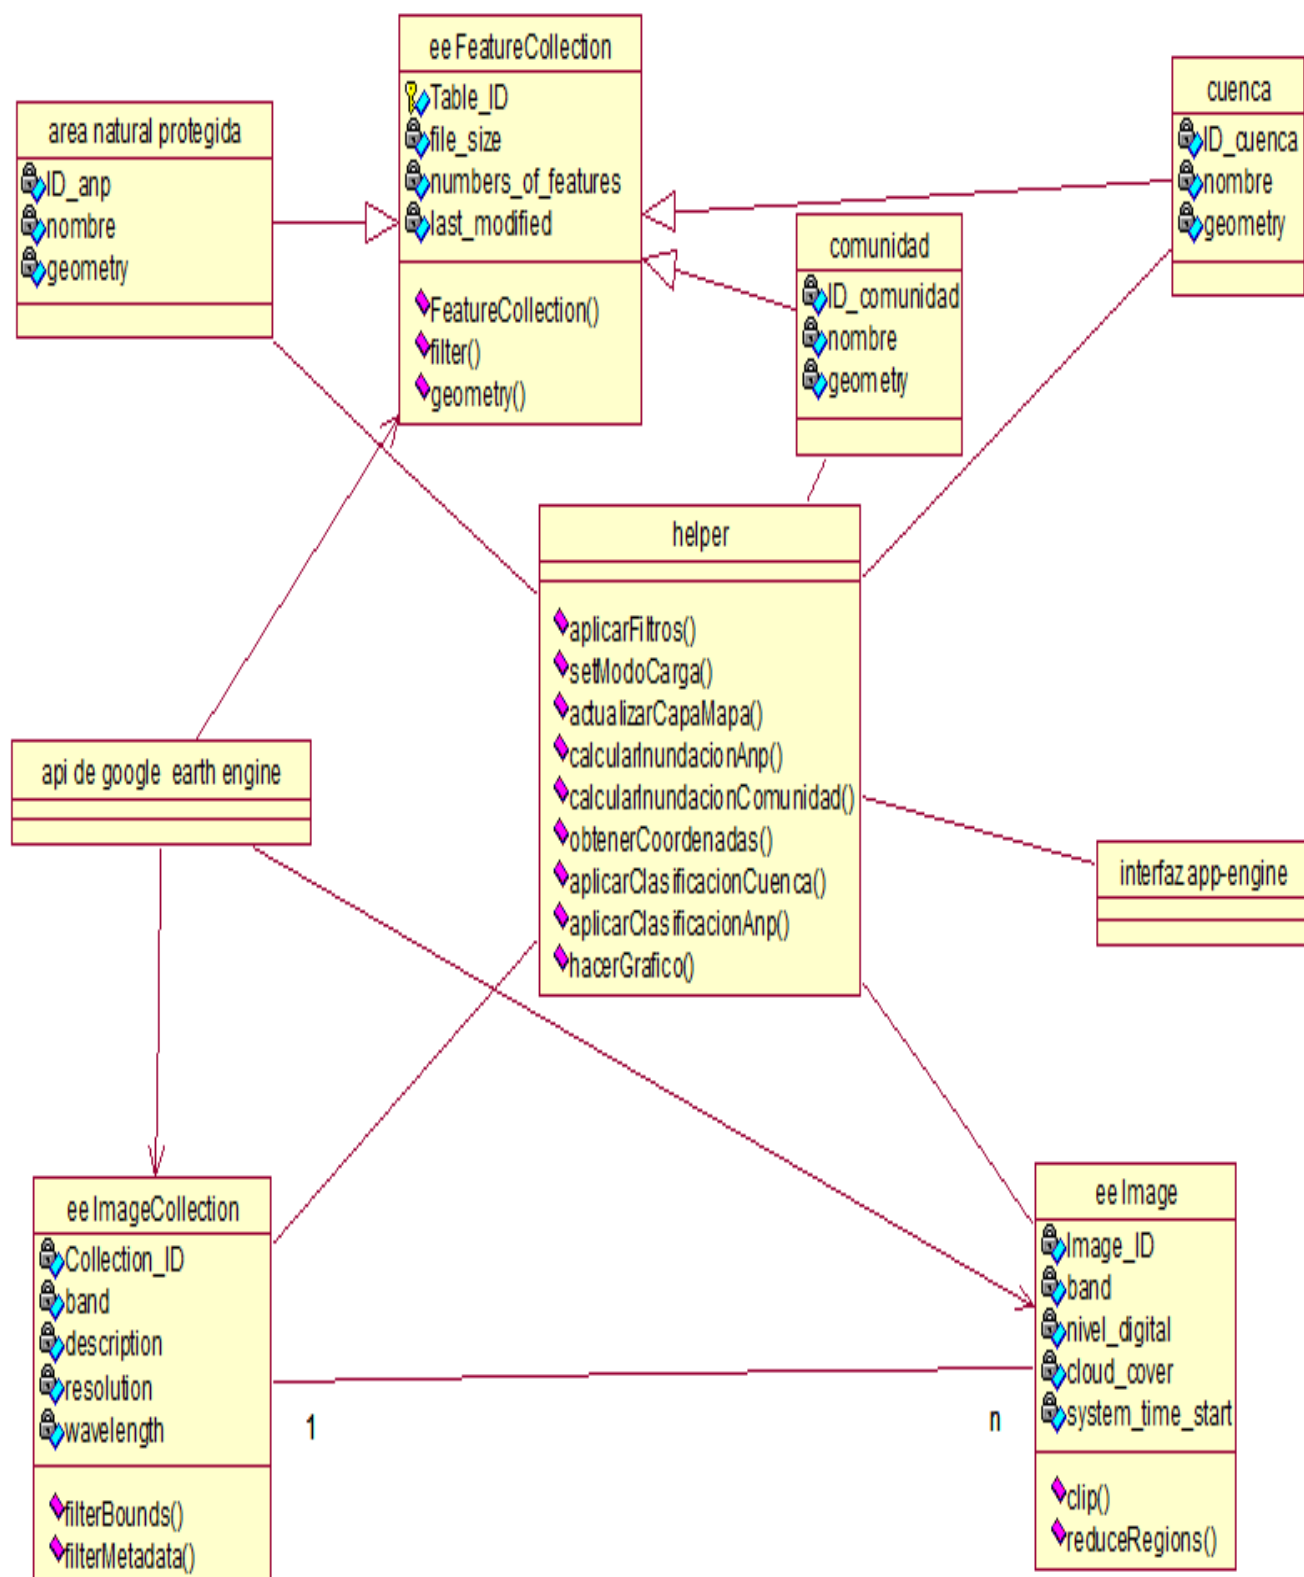 ee FeatureCollection
Table_ID
file_size
numbers_of_features
last_modified
FeatureCollection()
filter()
geometry()
area natural protegida
ID_anp
nombre
geometry
cuenca
ID_cuenca
nombre
geometry
comunidad
ID_comunidad
nombre
geometry
helper
aplicarFiltros()
setModoCarga()
actualizarCapaMapa()
calcularInundacionAnp()
calcularInundacionComunidad()
obtenerCoordenadas()
aplicarClasificacionCuenca()
aplicarClasificacionAnp()
hacerGrafico()
api de google earth engine
interfaz app-engine
ee ImageCollection
Collection_ID
band
description
resolution
wavelength
filterBounds()
filterMetadata()
1
n
ee Image
Image_ID
band
nivel_digital
cloud_cover
system_time_start
clip()
reduceRegions()